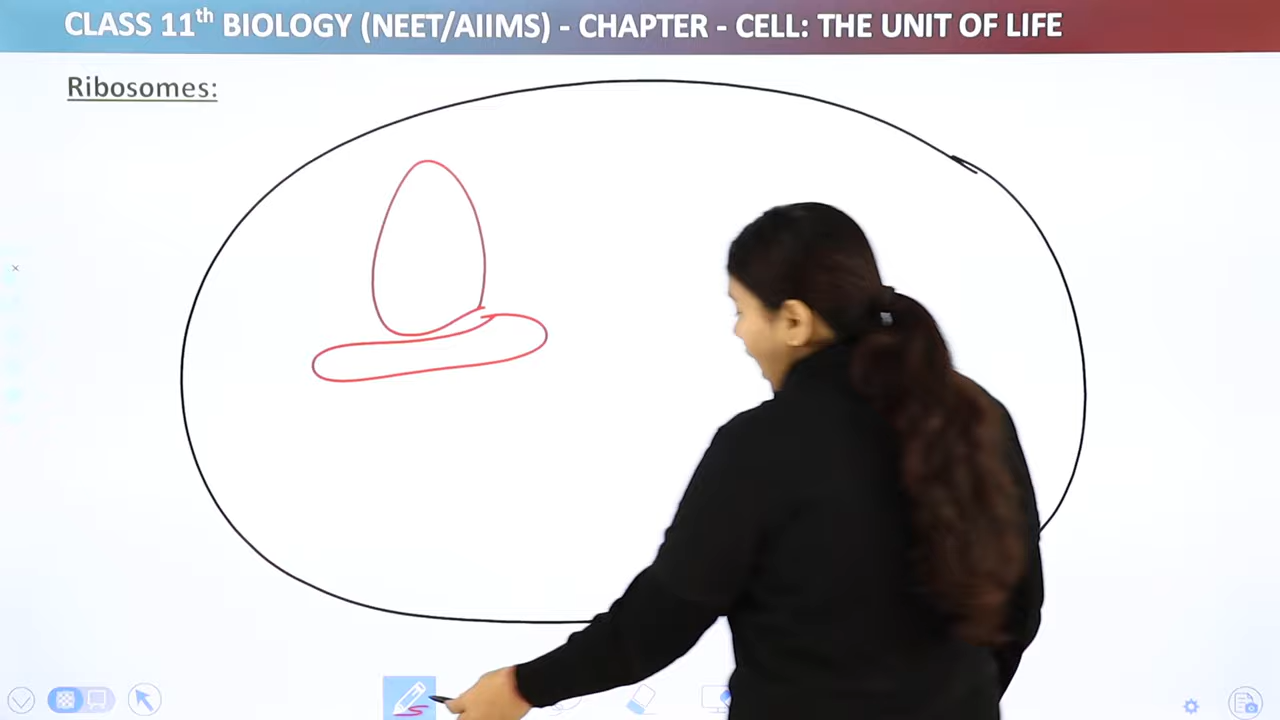 CLASS 11th BIOLOGY (NEET/AIIMS) - CHAPTER - CELL: THE UNIT OF LIFE
Ribosomes: